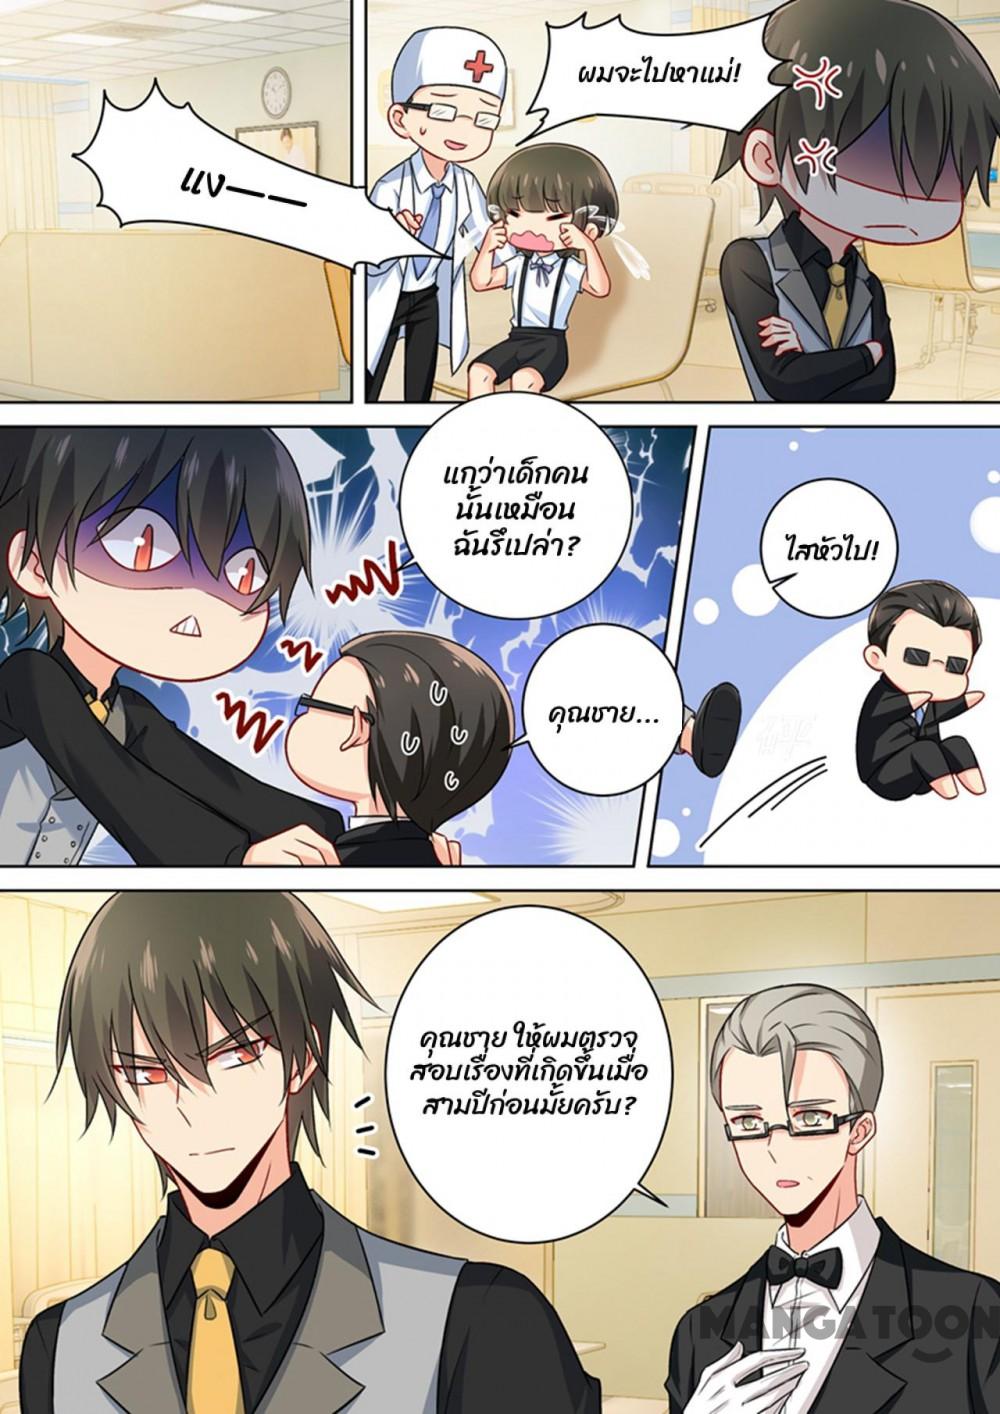 แง——
ผมจะไปหาแม่!
แกว่าเด็กคน
นั้นเหมือน
ฉันรึเปล่า?
คุณชาย...
ไสหัวไป!
คุณชาย ให้ผมตรวจ
สอบเรื่องที่เกิดขึ้นเมื่อ
สามปีก่อนมั้ยครับ?
MANGATOON